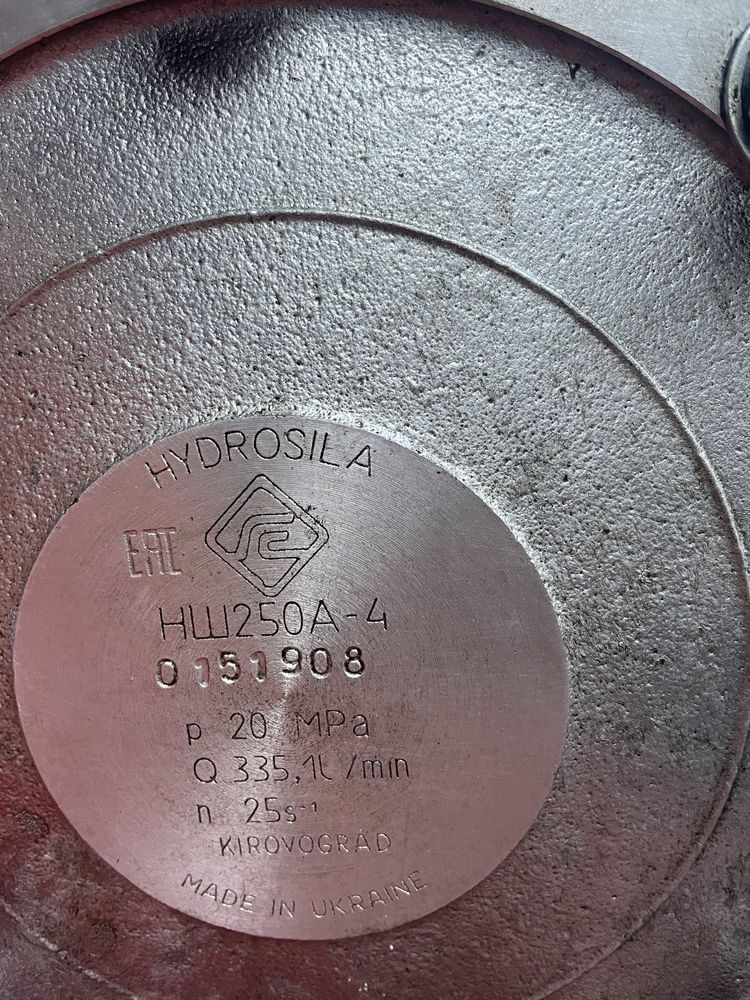 HYDROSILA
EAC
НШ250А-4
0151908
p 20 MPa
Q 335,1l/min
n 25s⁻¹
KIROVOGRAD
MADE IN UKRAINE